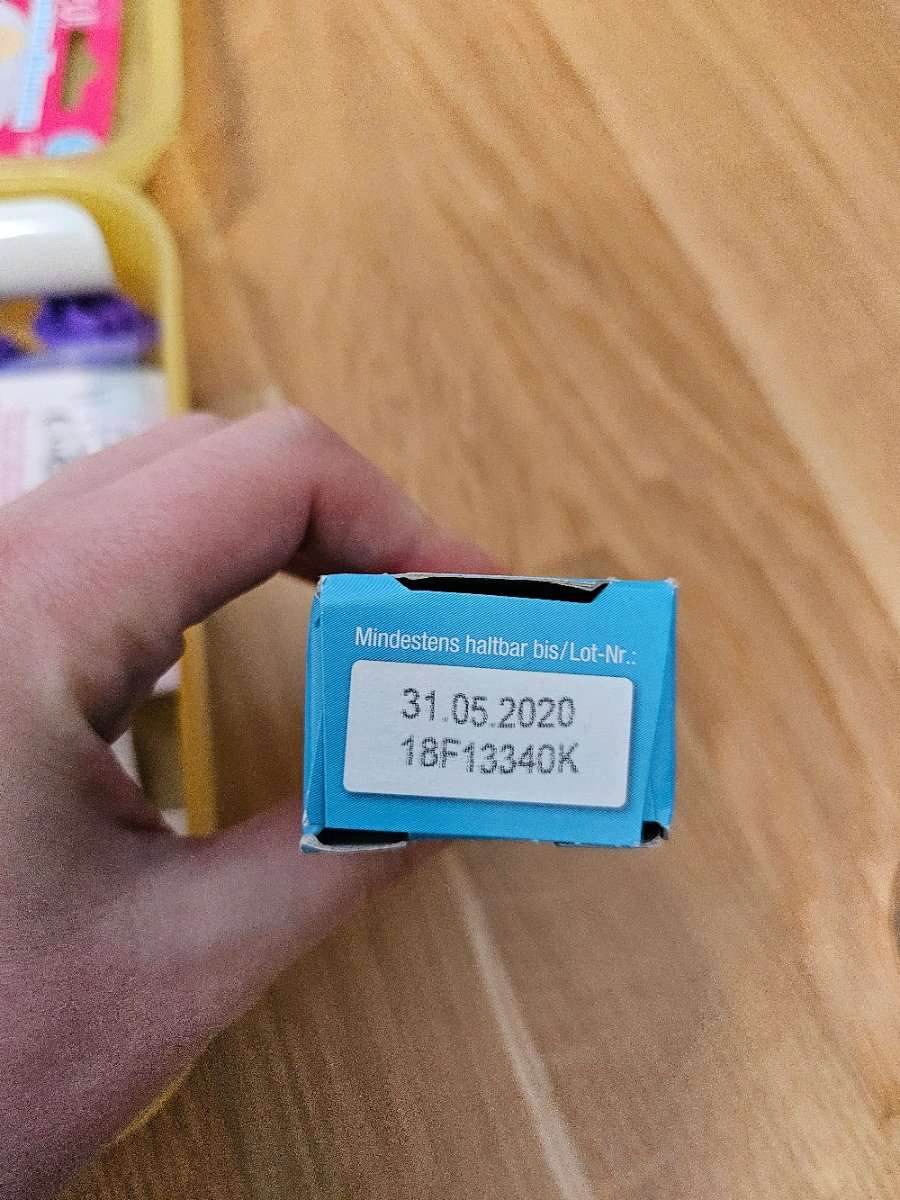 Mindestens haltbar bis/Lot-Nr.:
31.05.2020
18F13340K